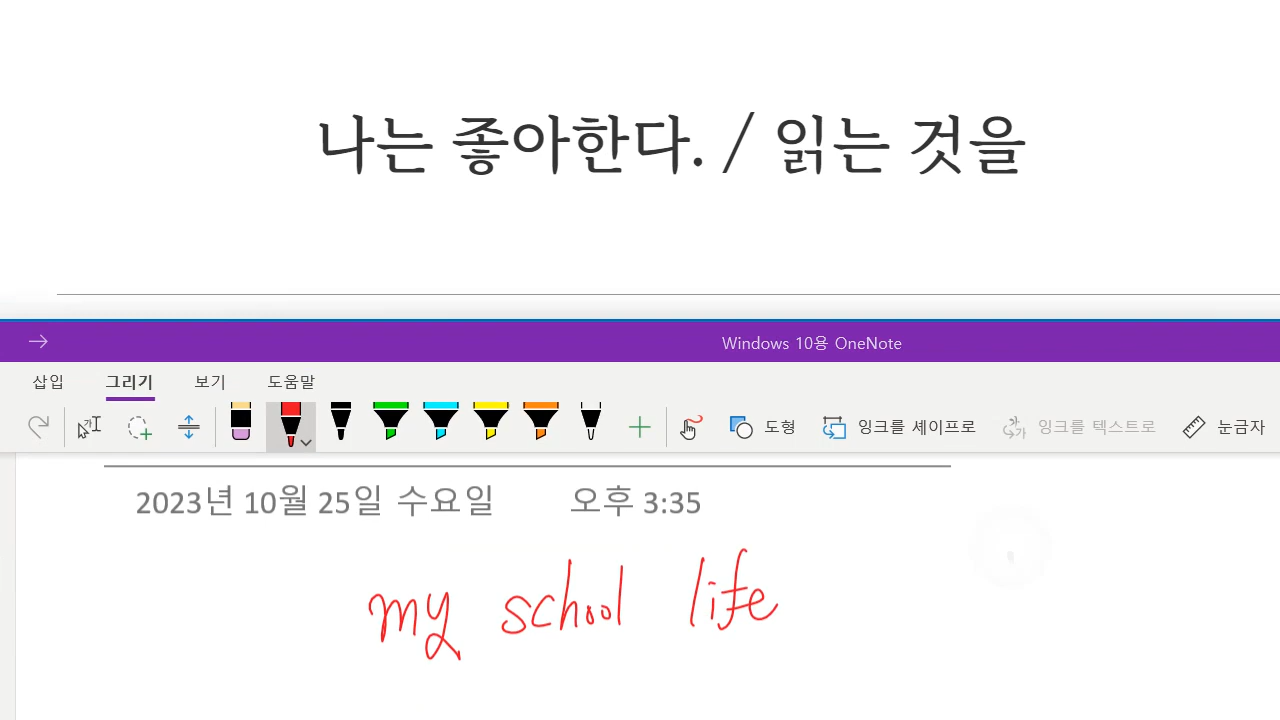 나는 좋아한다. / 읽는 것을
Windows 10용 OneNote
삽입 그리기 보기 도움말
가 도형 잉크를 셰이프로 잉크를 텍스트로 눈금자
2023년 10월 25일 수요일 오후 3:35
my school life